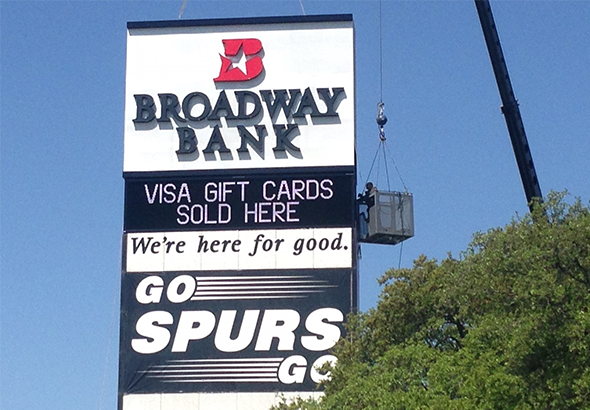 B
BROADWAY
BANK
VISA GIFT CARDS
SOLD HERE
We're here for good.
GO
SPURS
GO